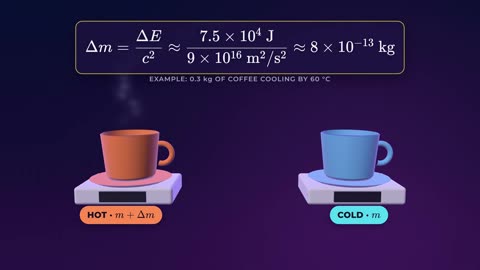 Δm = ΔE/c² ≈ 7.5 × 10⁴ J / 9 × 10¹⁶ m²/s² ≈ 8 × 10⁻¹³ kg
EXAMPLE: 0.3 kg OF COFFEE COOLING BY 60 °C
HOT · m + Δm
COLD · m